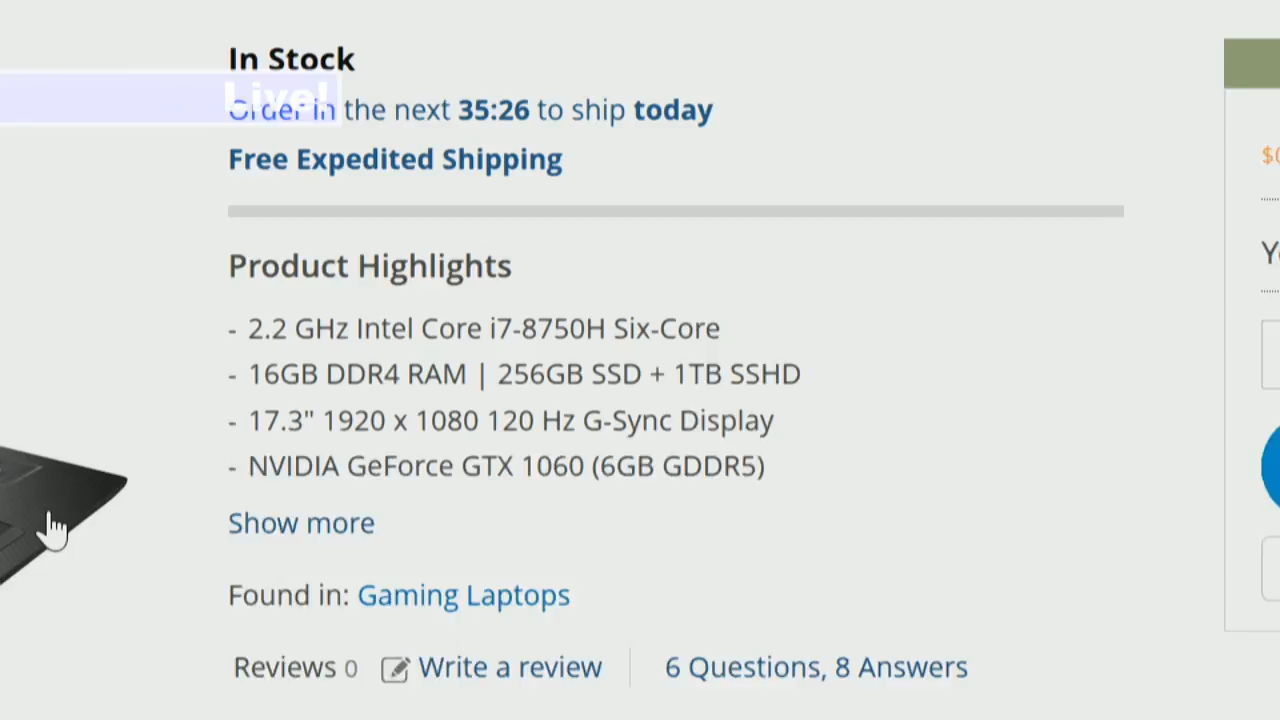 In Stock
Live!
Order in the next 35:26 to ship today
Free Expedited Shipping
Product Highlights
- 2.2 GHz Intel Core i7-8750H Six-Core
- 16GB DDR4 RAM | 256GB SSD + 1TB SSHD
- 17.3" 1920 x 1080 120 Hz G-Sync Display
- NVIDIA GeForce GTX 1060 (6GB GDDR5)
Show more
Found in: Gaming Laptops
Reviews 0 Write a review 6 Questions, 8 Answers